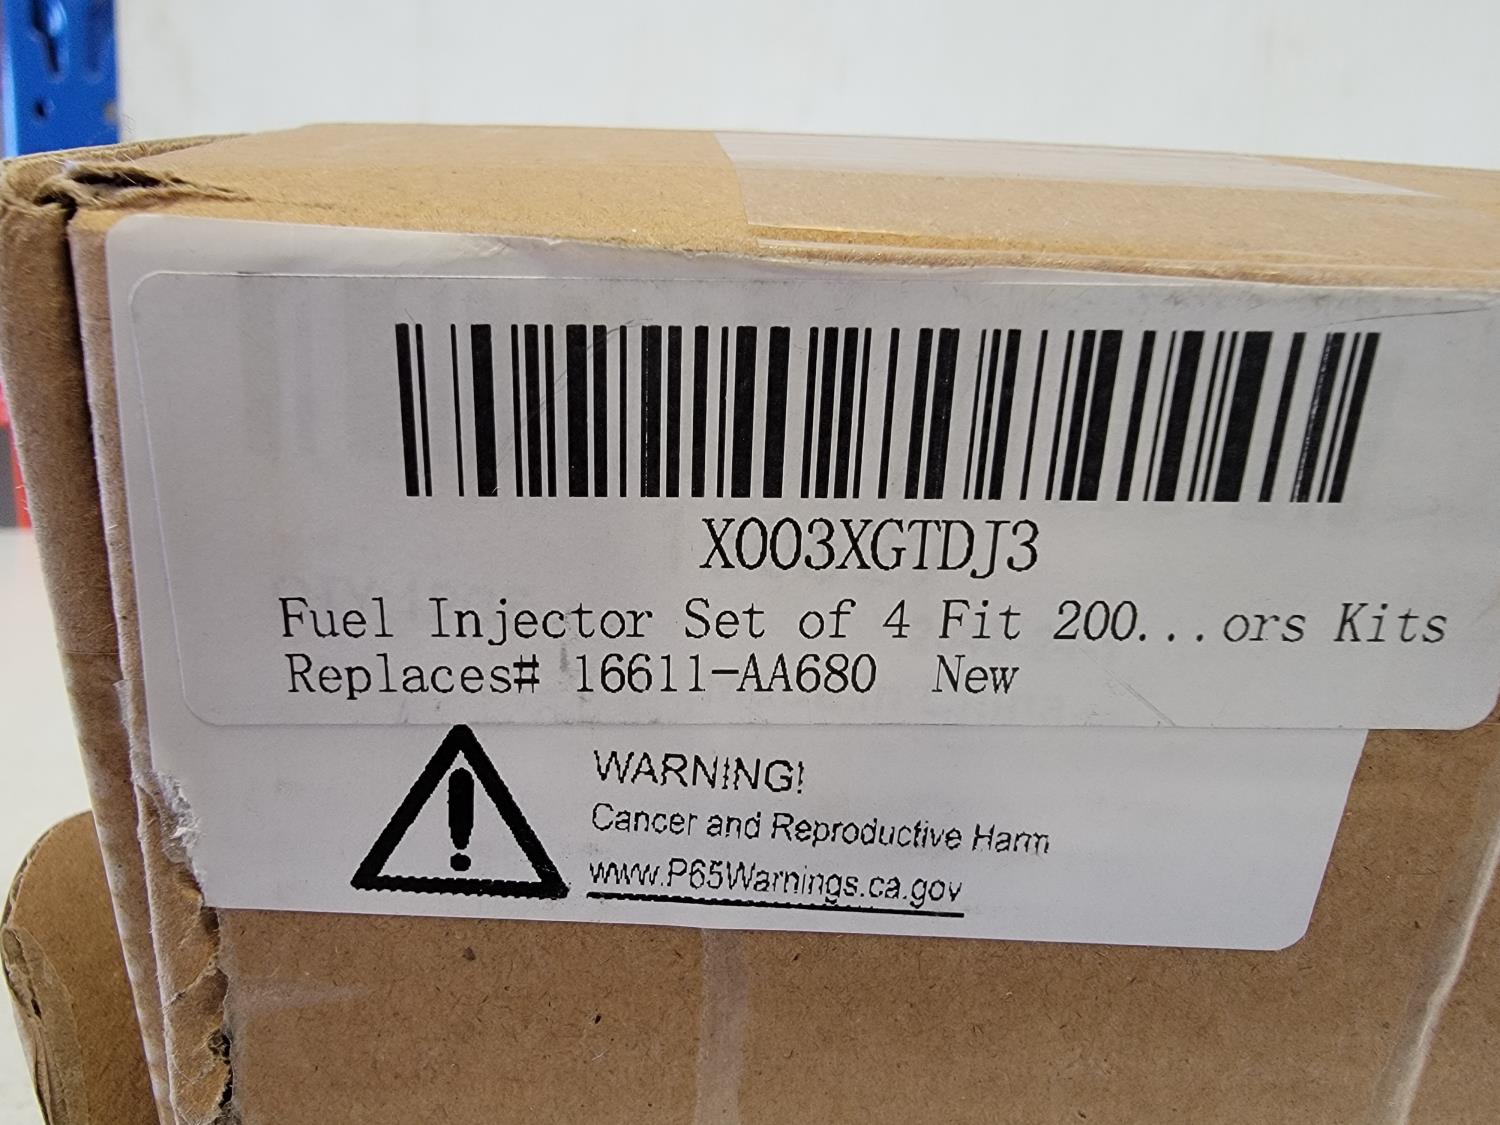 X003XGTDJ3
Fuel Injector Set of 4 Fit 200...ors Kits
Replaces# 16611-AA680 New
WARNING!
Cancer and Reproductive Harm
www.P65Warnings.ca.gov